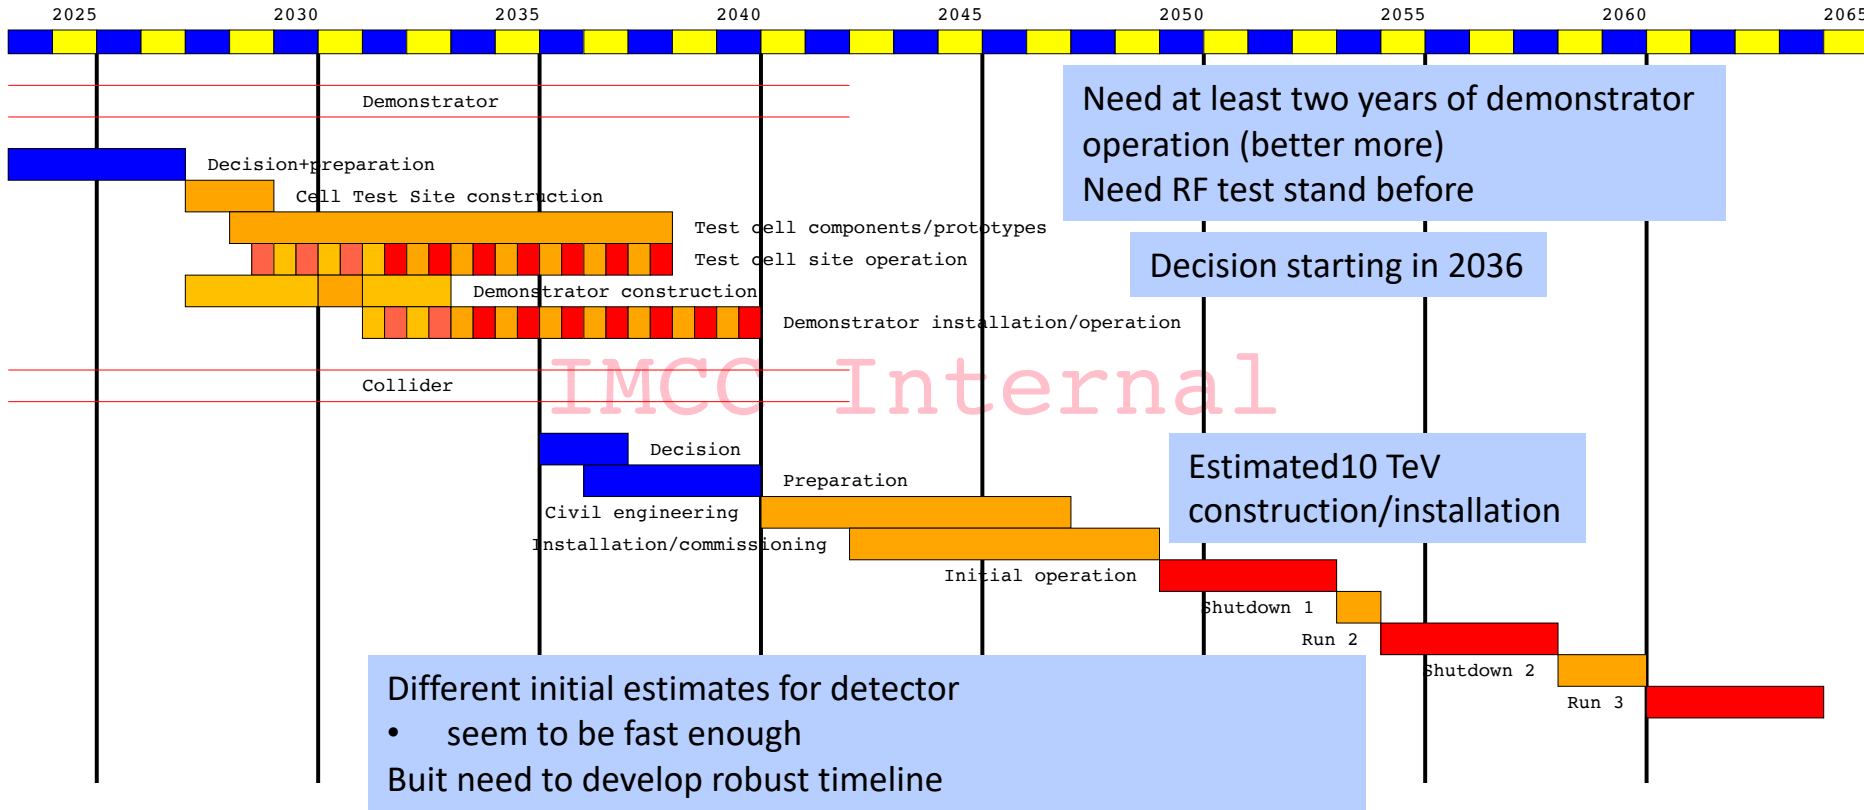 2025 2030 2035 2040 2045 2050 2055 2060 2065
Demonstrator
Need at least two years of demonstrator
operation (better more)
Need RF test stand before
Decision+preparation
Cell Test Site construction
Test cell components/prototypes
Test cell site operation
Decision starting in 2036
Demonstrator construction
Demonstrator installation/operation
IMCC Internal
Collider
Decision
Preparation
Estimated10 TeV
construction/installation
Civil engineering
Installation/commissioning
Initial operation
Shutdown 1
Run 2
Shutdown 2
Run 3
Different initial estimates for detector
• seem to be fast enough
Buit need to develop robust timeline